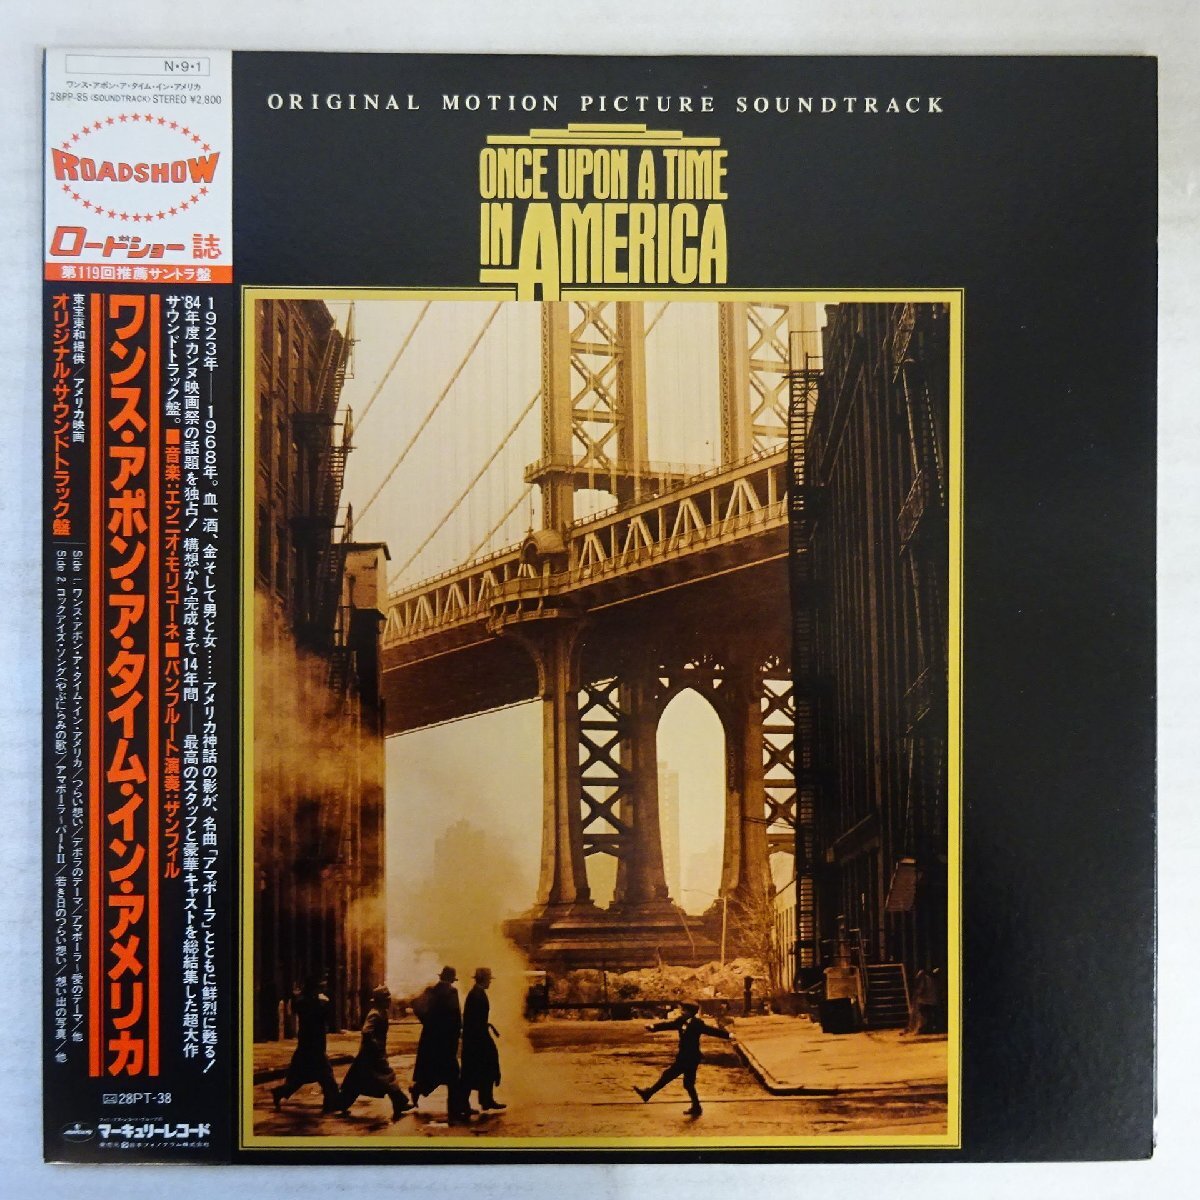 N・9・1
ワンス・アポン・ア・タイム・イン・アメリカ
28PP-85〈SOUNDTRACK〉STEREO ¥2,800
ROADSHOW
ロードショー誌
第119回推薦サントラ盤
ORIGINAL MOTION PICTURE SOUNDTRACK
ONCE UPON A TIME
IN AMERICA
1923年——1968年。血、酒、金そして男と女……アメリカ神話の影が、名曲「アマポーラ」とともに鮮烈に甦る!
'84年度カンヌ映画祭の話題を独占! 構想から完成まで14年間——最高のスタッフと豪華キャストを総結集した超大作
サウンドトラック盤。■音楽:エンニオ・モリコーネ■パンフルート演奏:ザンフィル
ワンス・アポン・ア・タイム・イン・アメリカ
東宝東和提供/アメリカ映画
オリジナル・サウンドトラック盤
Side 1. ワンス・アポン・ア・タイム・イン・アメリカ/つらい想い/デボラのテーマ/アマポーラ〜愛のテーマ/他
Side 2. コックアイズ・ソング(やぶにらみの歌)/アマポーラ〜パートII/若き日のつらい想い/想い出の写真/他
28PT-38
マーキュリーレコード
発売元 日本フォノグラム株式会社